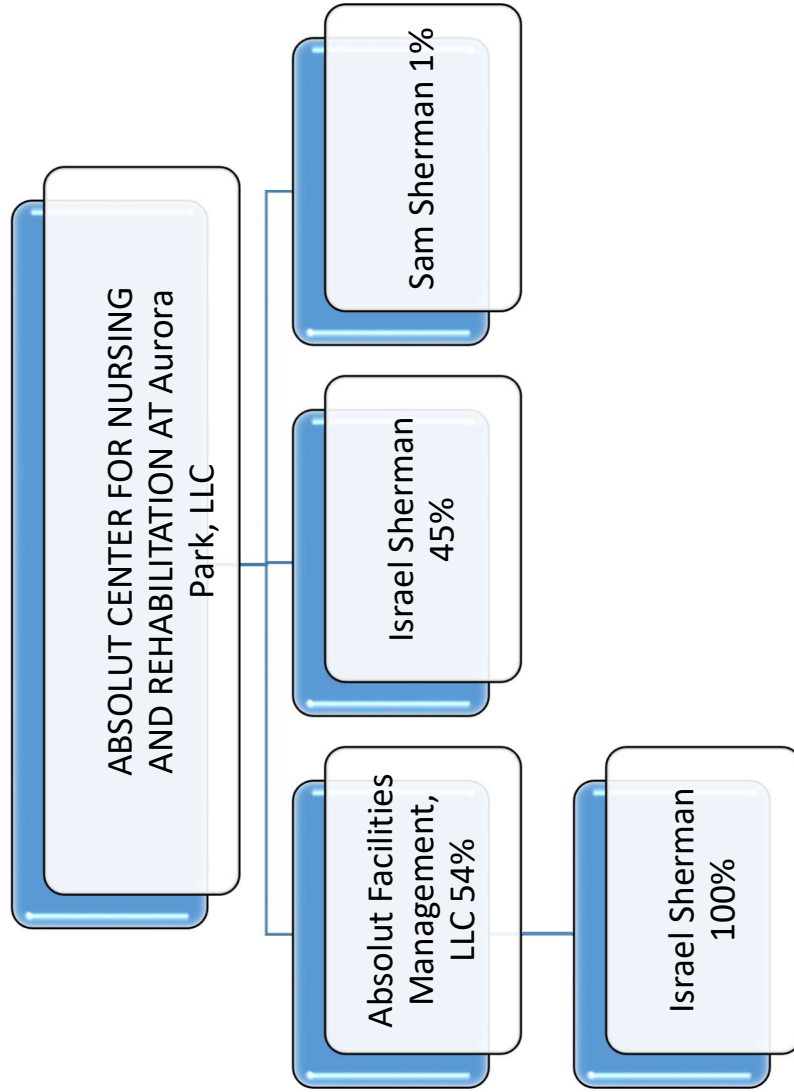 ABSOLUT CENTER FOR NURSING
AND REHABILITATION AT Aurora
Park, LLC
Absolut Facilities
Management,
LLC 54%
Israel Sherman
45%
Sam Sherman 1%
Israel Sherman
100%